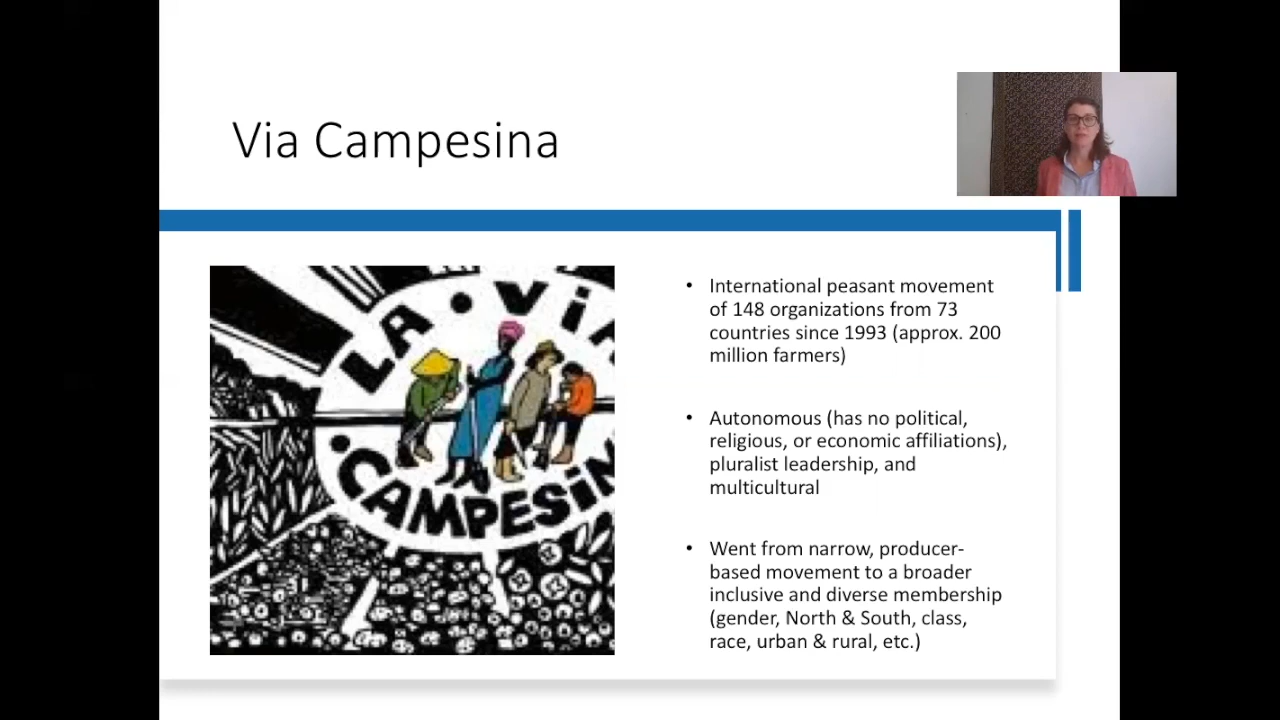 Via Campesina
LA • VIA
CAMPESIN
• International peasant movement
of 148 organizations from 73
countries since 1993 (approx. 200
million farmers)
• Autonomous (has no political,
religious, or economic affiliations),
pluralist leadership, and
multicultural
• Went from narrow, producer-
based movement to a broader
inclusive and diverse membership
(gender, North & South, class,
race, urban & rural, etc.)